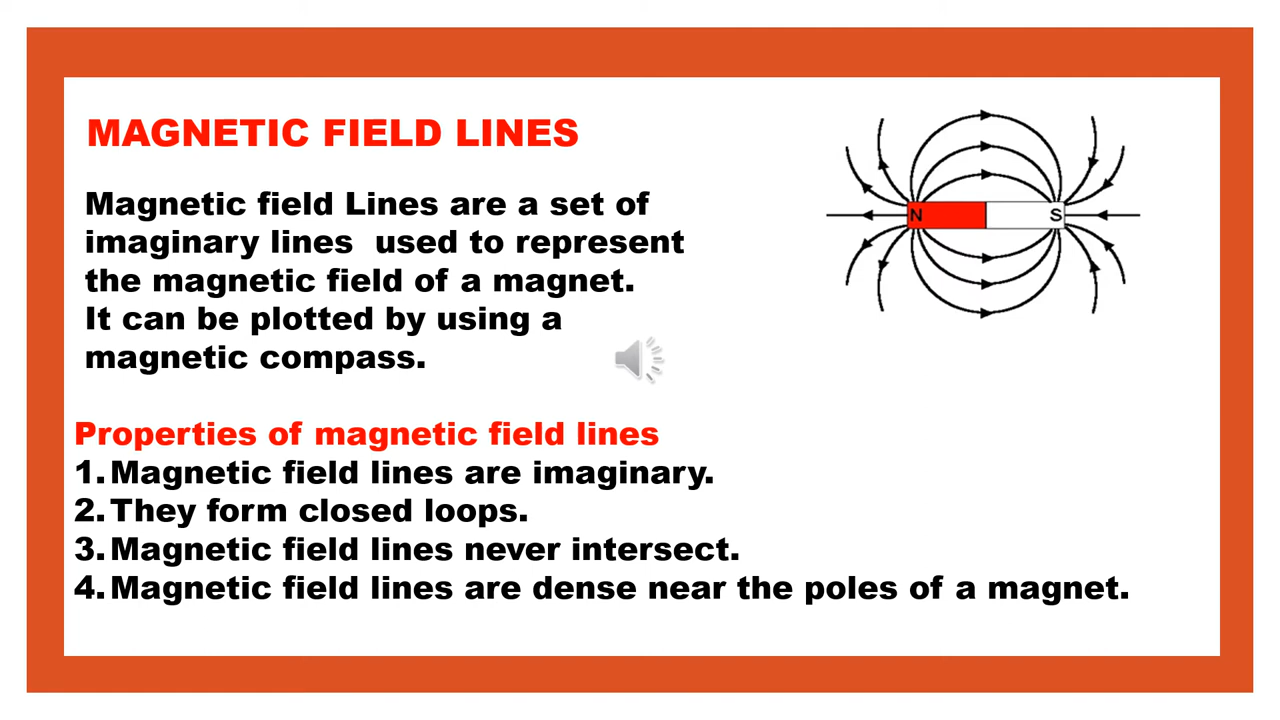 MAGNETIC FIELD LINES
Magnetic field Lines are a set of
imaginary lines  used to represent
the magnetic field of a magnet.
It can be plotted by using a
magnetic compass.
N
S
Properties of magnetic field lines
1. Magnetic field lines are imaginary.
2. They form closed loops.
3. Magnetic field lines never intersect.
4. Magnetic field lines are dense near the poles of a magnet.